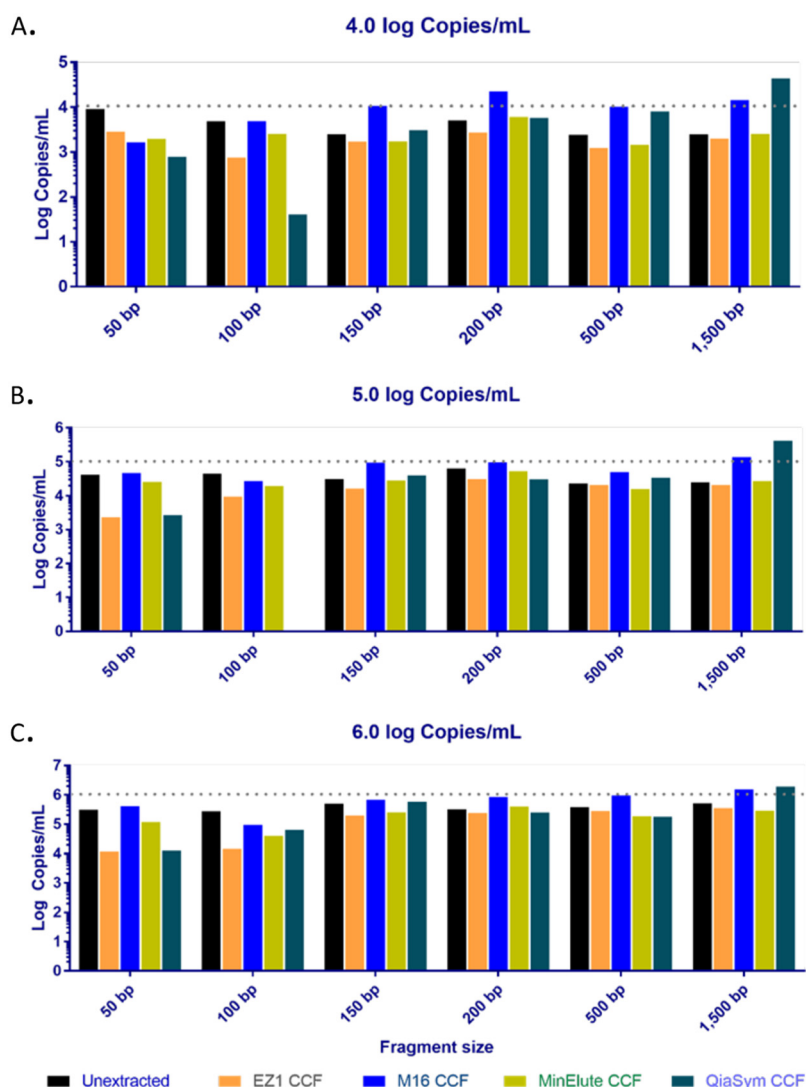 A.
4.0 log Copies/mL
Log Copies/mL
5
4
3
2
1
0
50 bp
100 bp
150 bp
200 bp
500 bp
1,500 bp
B.
5.0 log Copies/mL
Log Copies/mL
6
5
4
3
2
1
0
50 bp
100 bp
150 bp
200 bp
500 bp
1,500 bp
C.
6.0 log Copies/mL
Log Copies/mL
7
6
5
4
3
2
1
0
50 bp
100 bp
150 bp
200 bp
500 bp
1,500 bp
Fragment size
Unextracted EZ1 CCF M16 CCF MinElute CCF QiaSym CCF